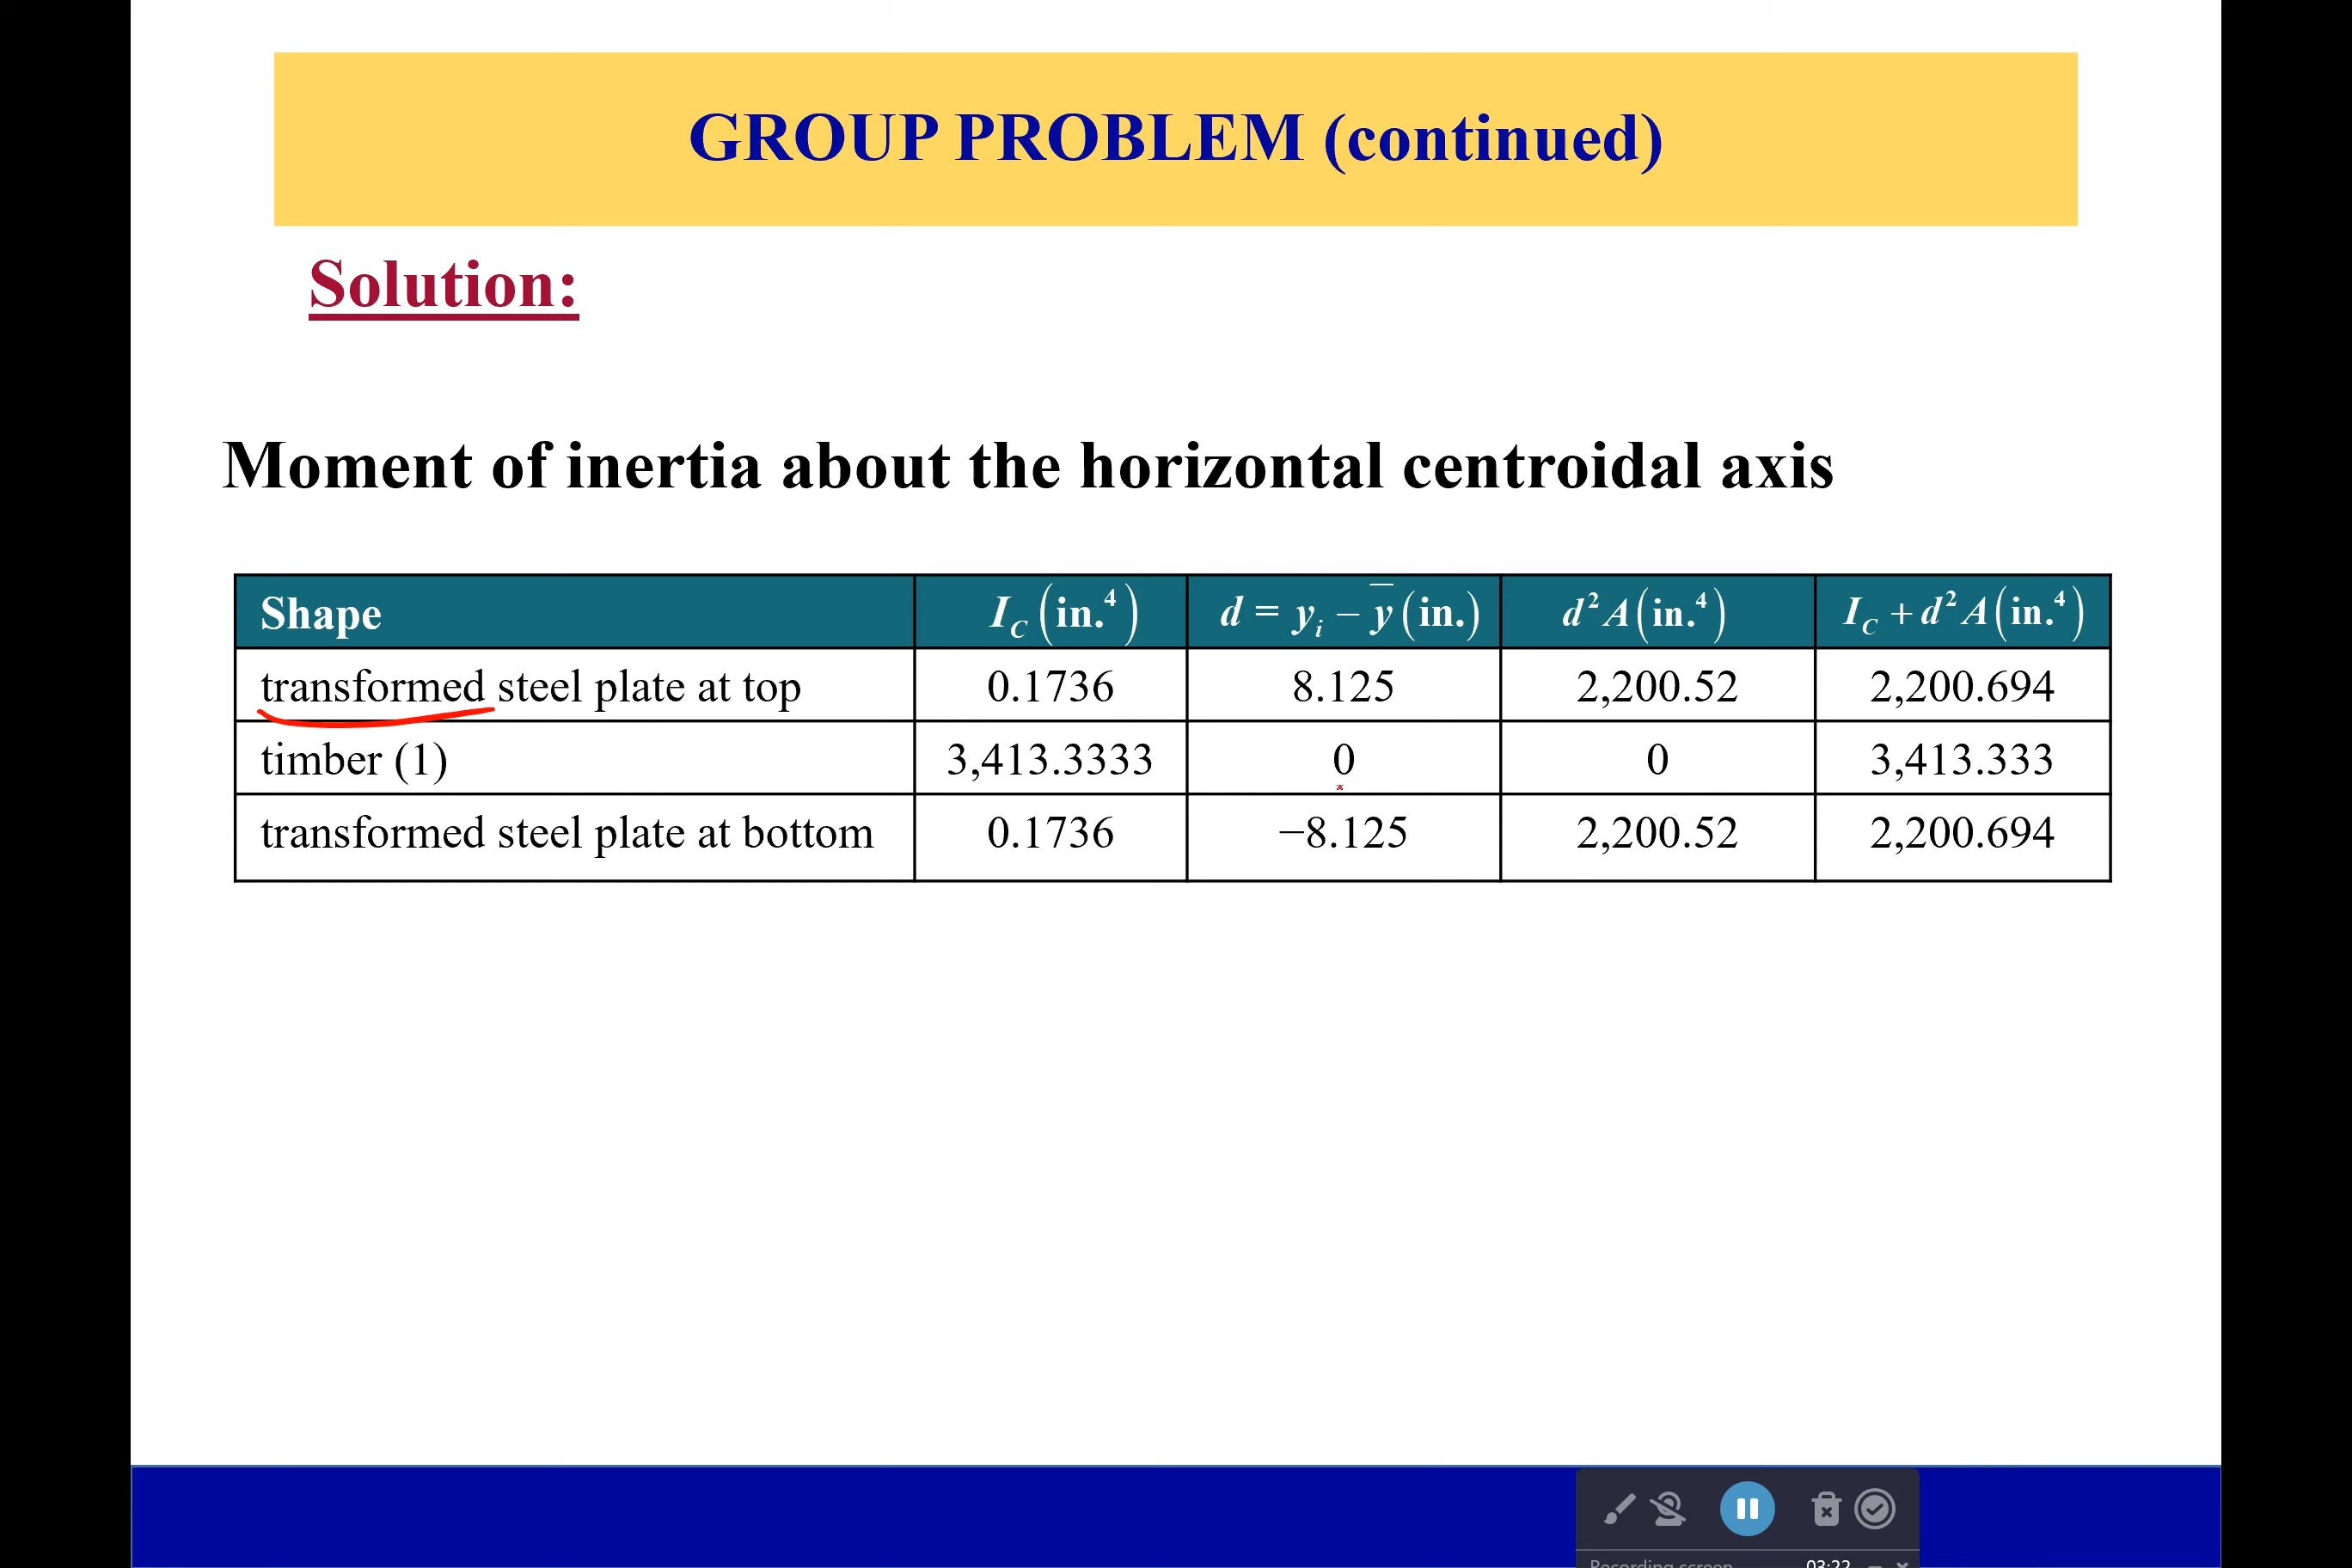 GROUP PROBLEM (continued)
Solution:
Moment of inertia about the horizontal centroidal axis
Shape I_C (in.⁴) d = y_i − y̅ (in.) d² A (in.⁴) I_C + d² A (in.⁴)
transformed steel plate at top 0.1736 8.125 2,200.52 2,200.694
timber (1) 3,413.3333 0 0 3,413.333
transformed steel plate at bottom 0.1736 −8.125 2,200.52 2,200.694
Recording screen 03:22